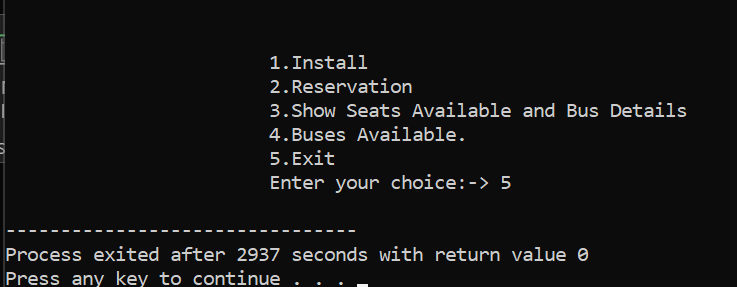 1.Install
2.Reservation
3.Show Seats Available and Bus Details
4.Buses Available.
5.Exit
Enter your choice:-> 5
--------------------------------
Process exited after 2937 seconds with return value 0
Press any key to continue . . .